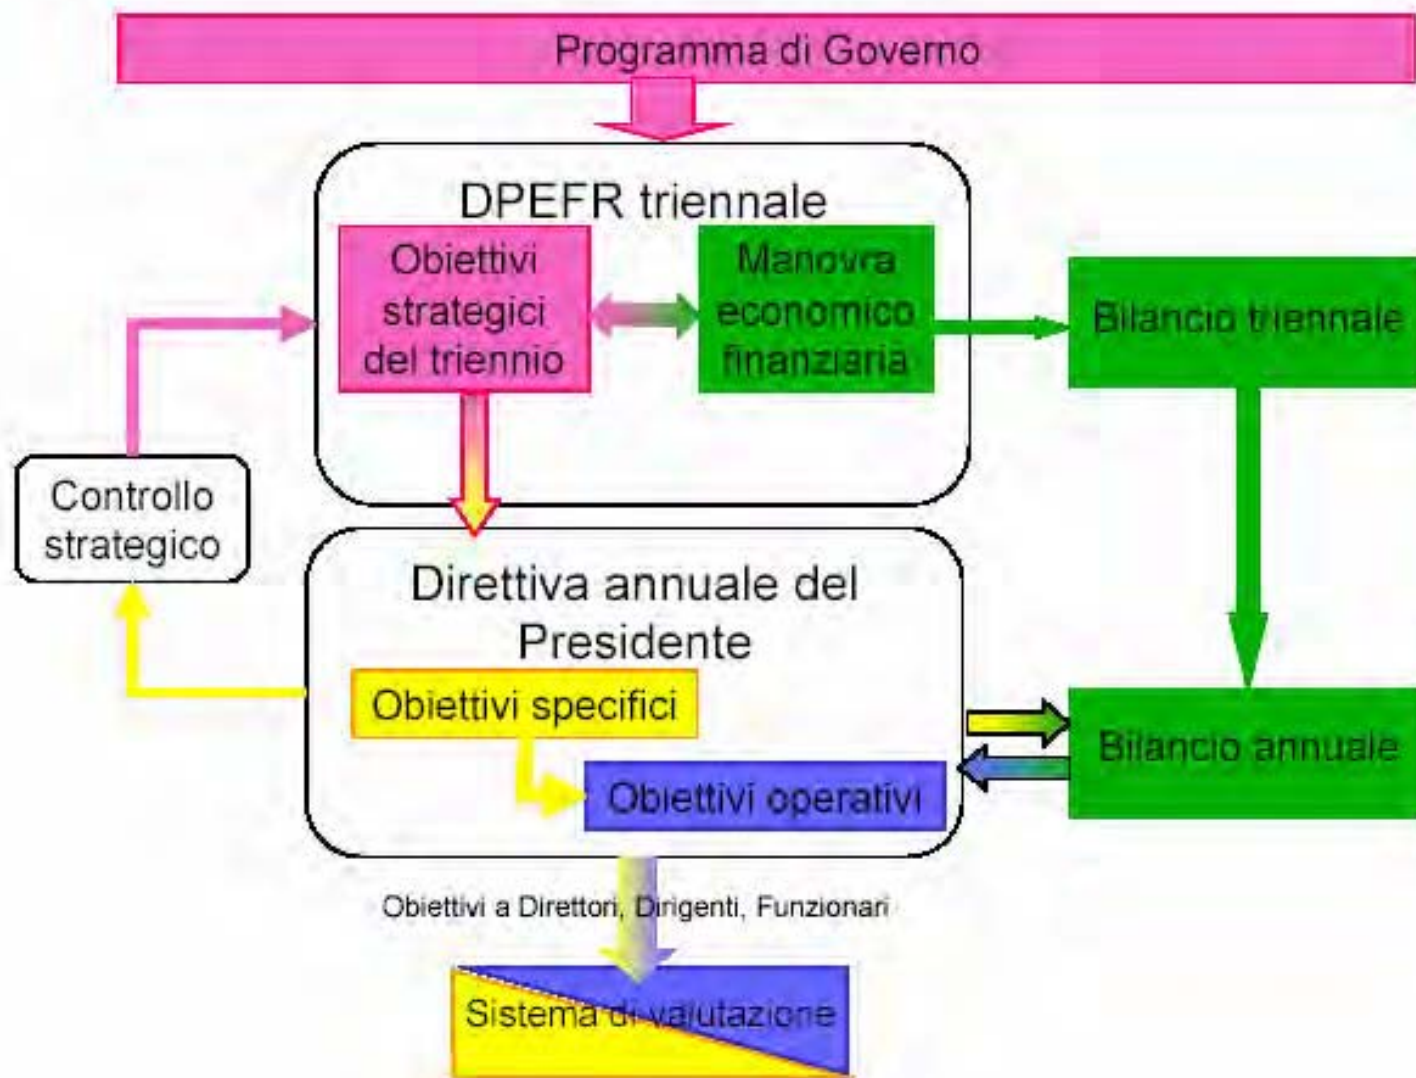 Programma di Governo
DPEFR triennale
Obiettivi
strategici
del triennio
Manovra
economico
finanziaria
Bilancio triennale
Controllo
strategico
Direttiva annuale del
Presidente
Obiettivi specifici
Obiettivi operativi
Bilancio annuale
Obiettivi a Direttori, Dirigenti, Funzionari
Sistema di valutazione